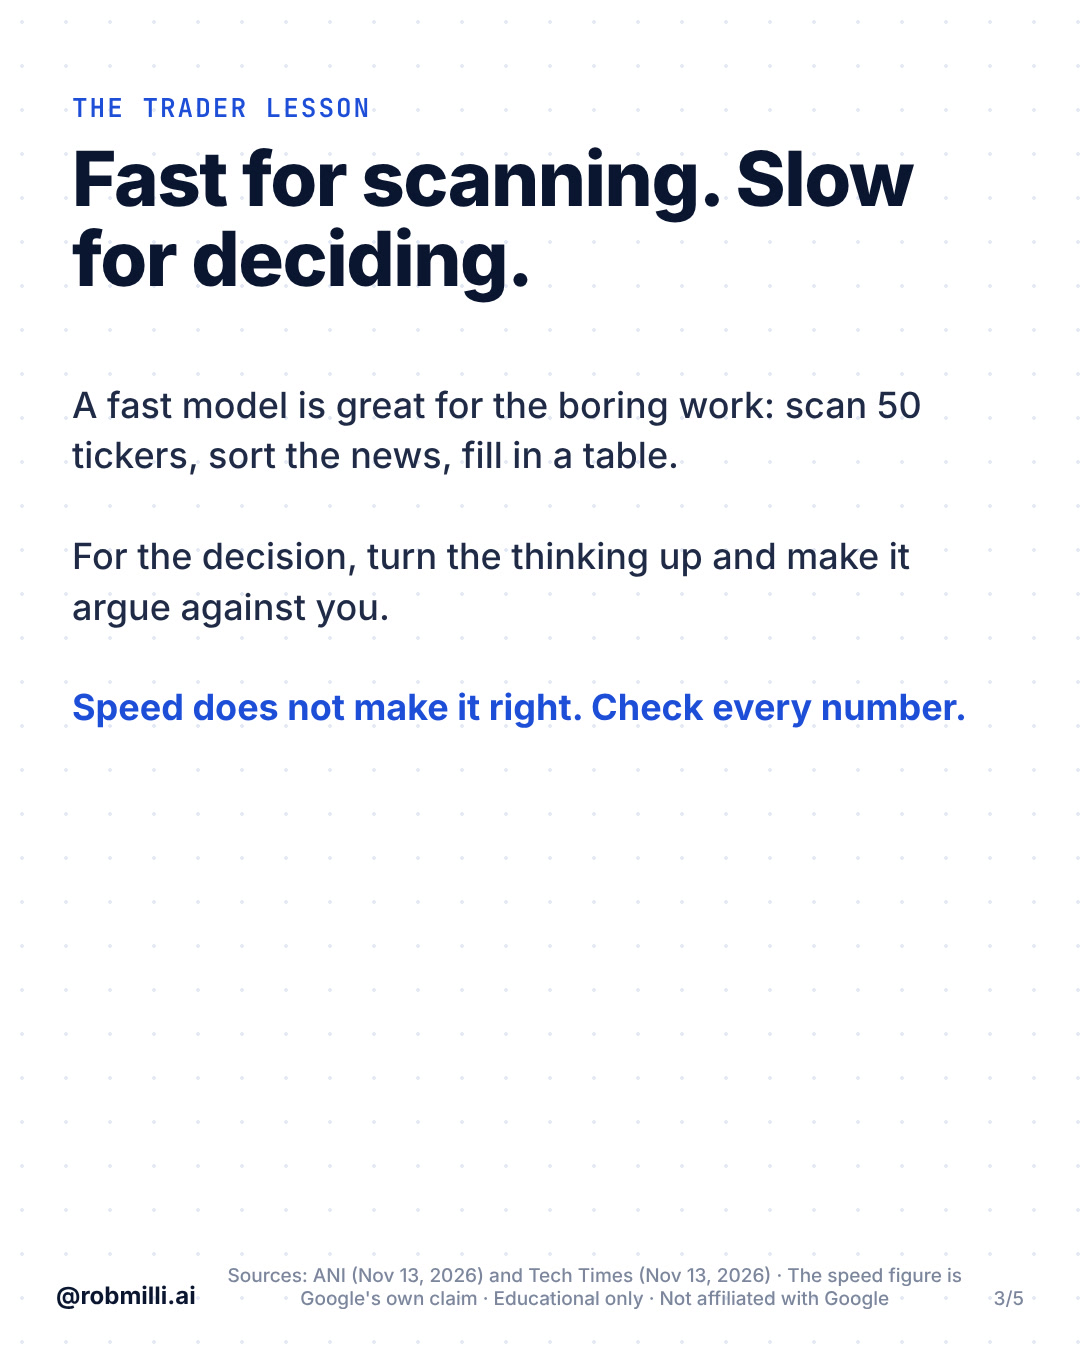 THE TRADER LESSON
Fast for scanning. Slow
for deciding.
A fast model is great for the boring work: scan 50
tickers, sort the news, fill in a table.
For the decision, turn the thinking up and make it
argue against you.
Speed does not make it right. Check every number.
@robmilli.ai
Sources: ANI (Nov 13, 2026) and Tech Times (Nov 13, 2026) · The speed figure is
Google's own claim · Educational only · Not affiliated with Google
3/5